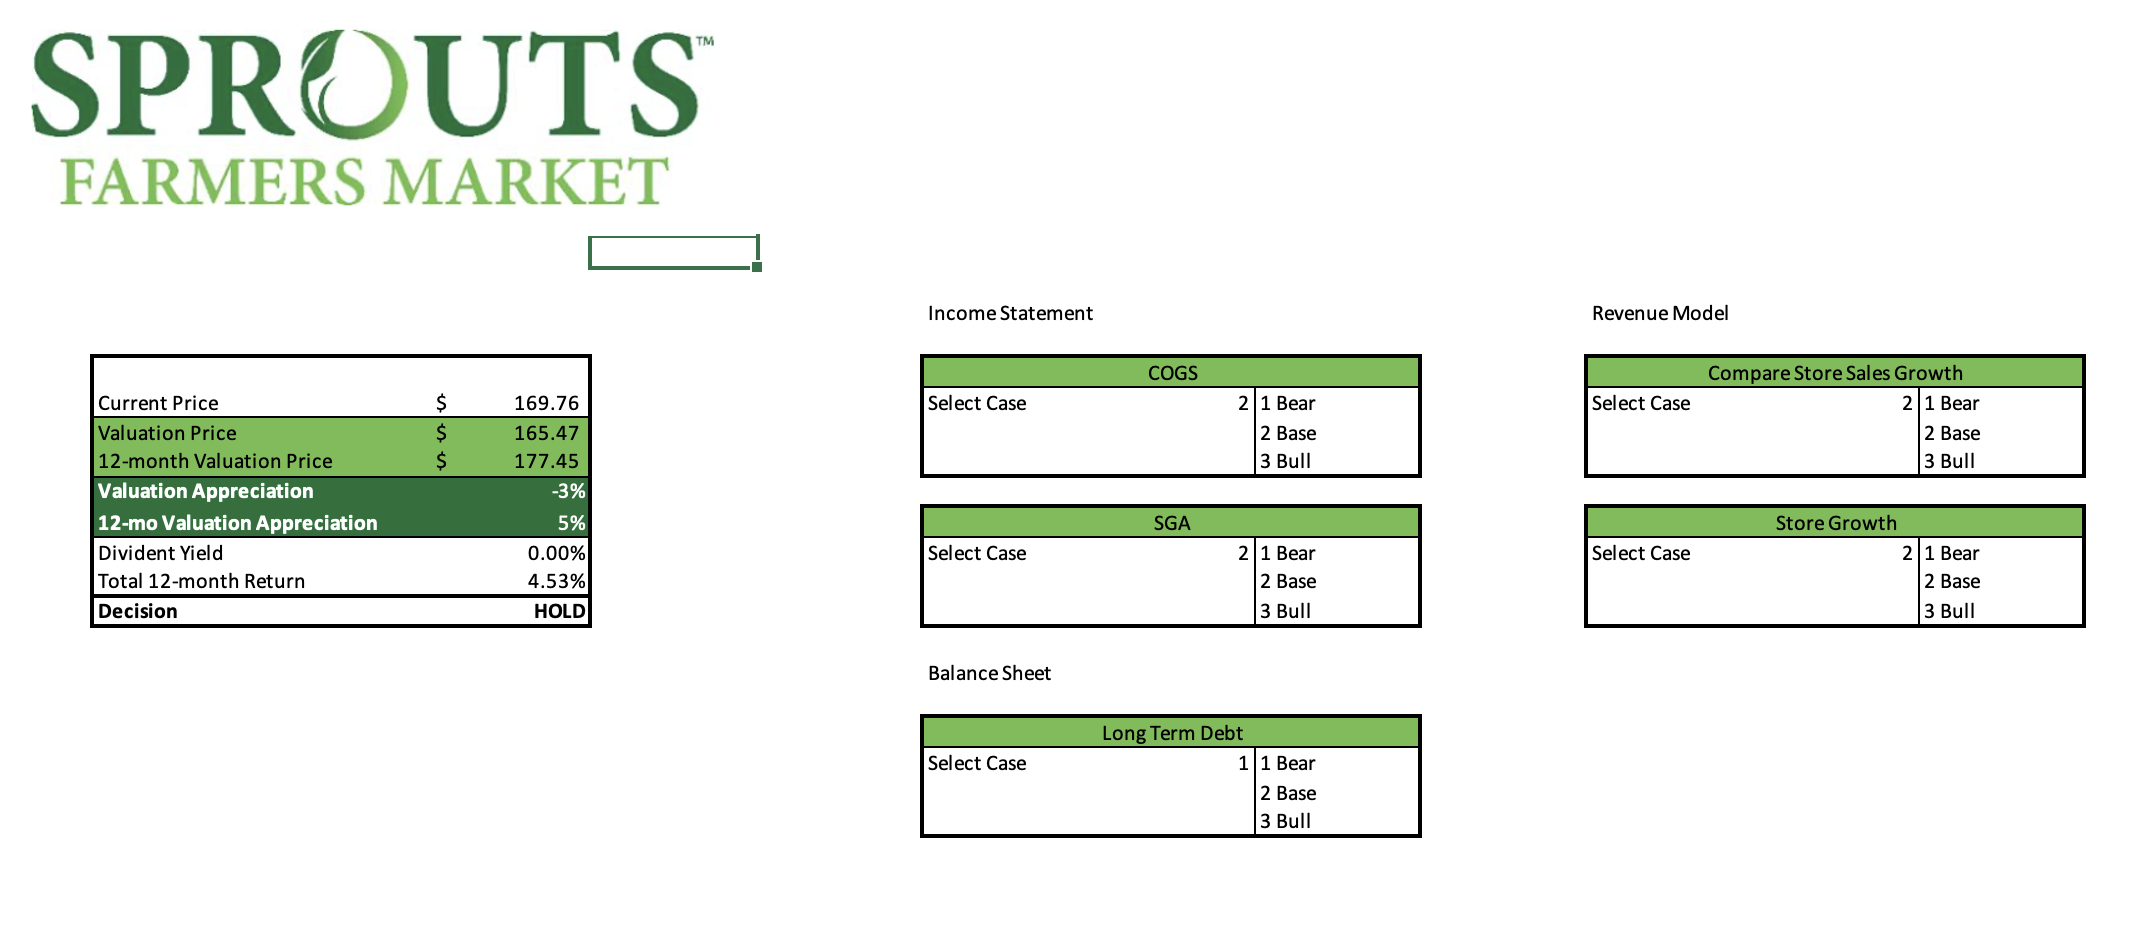 SPROUTS™
FARMERS MARKET
Income Statement
Revenue Model
Current Price $ 169.76
Valuation Price $ 165.47
12-month Valuation Price $ 177.45
Valuation Appreciation -3%
12-mo Valuation Appreciation 5%
Divident Yield 0.00%
Total 12-month Return 4.53%
Decision HOLD
COGS
Select Case 2 1 Bear
2 Base
3 Bull
SGA
Select Case 2 1 Bear
2 Base
3 Bull
Balance Sheet
Long Term Debt
Select Case 1 1 Bear
2 Base
3 Bull
Compare Store Sales Growth
Select Case 2 1 Bear
2 Base
3 Bull
Store Growth
Select Case 2 1 Bear
2 Base
3 Bull